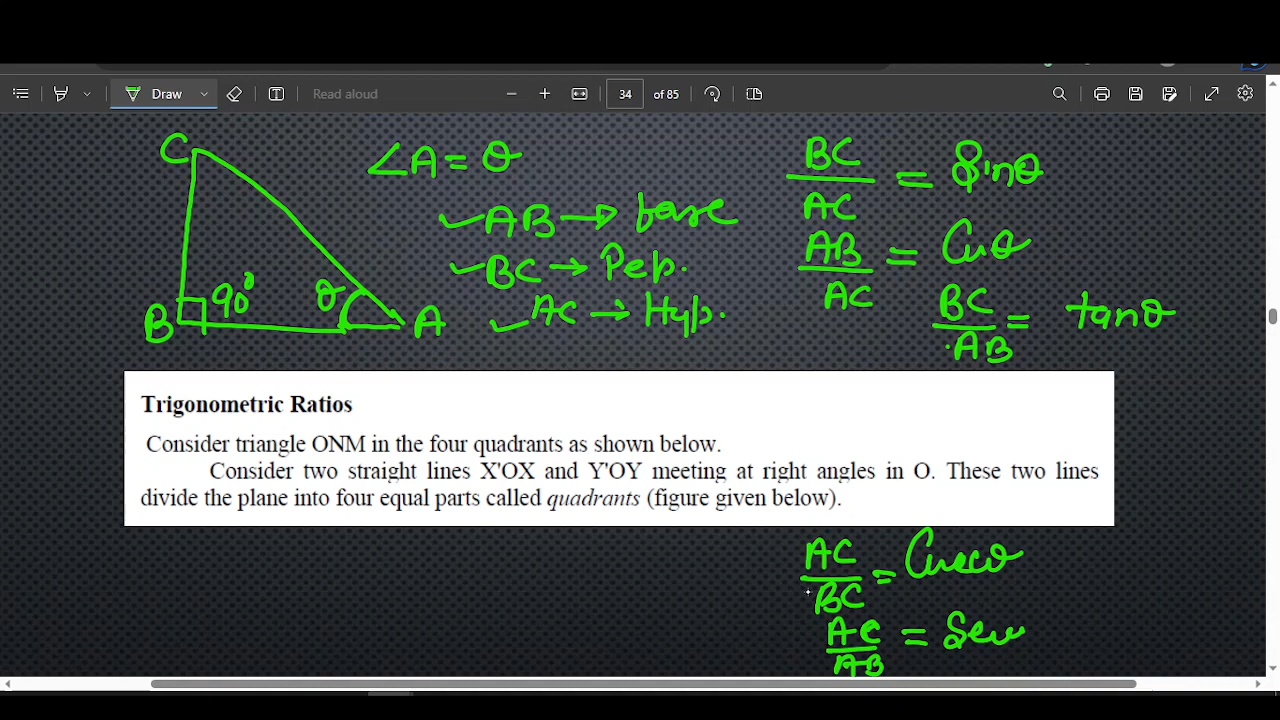 Draw
Read aloud
34 of 85
C
∠A = θ
AB → base
BC → Pep.
AC → Hyp.
B 90° θ A
BC/AC = Sinθ
AB/AC = Cosθ
BC/AB = tanθ
Trigonometric Ratios
Consider triangle ONM in the four quadrants as shown below.
Consider two straight lines X'OX and Y'OY meeting at right angles in O. These two lines
divide the plane into four equal parts called quadrants (figure given below).
AC/BC = Cosecθ
AC/AB = Secθ